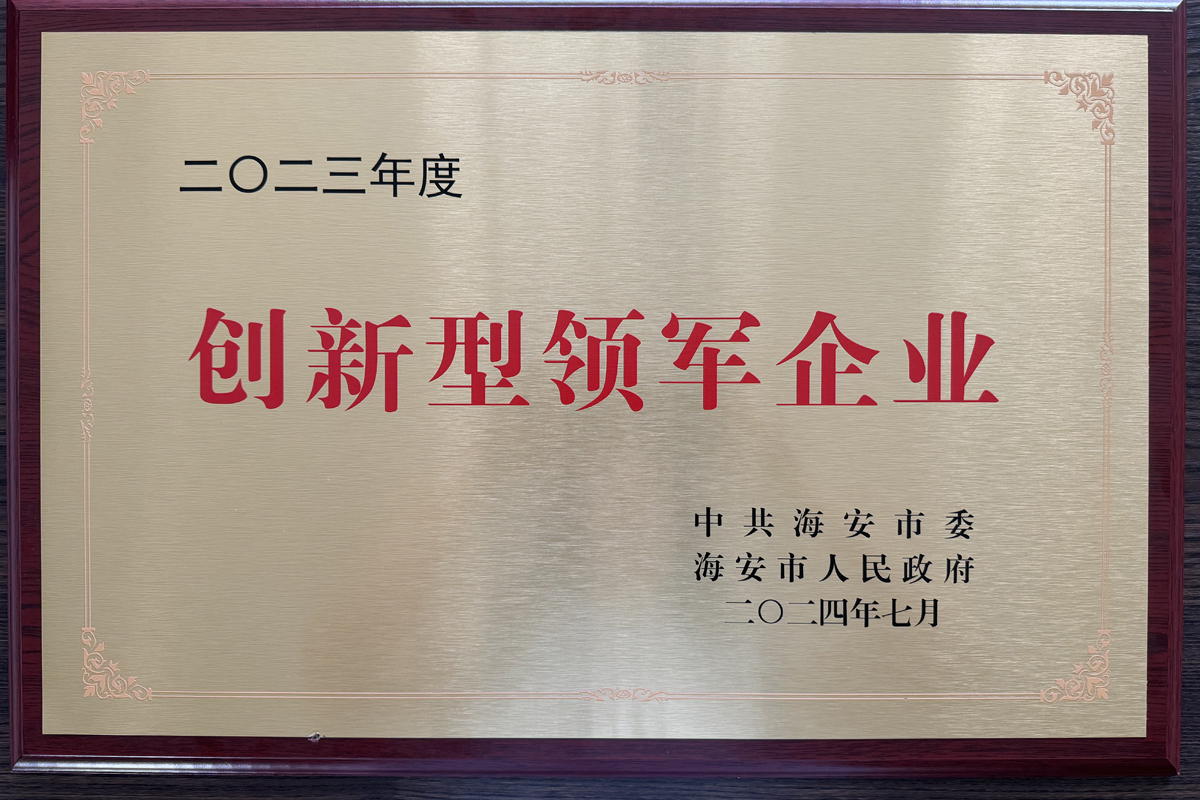 二〇二三年度
创新型领军企业
中共海安市委
海安市人民政府
二〇二四年七月